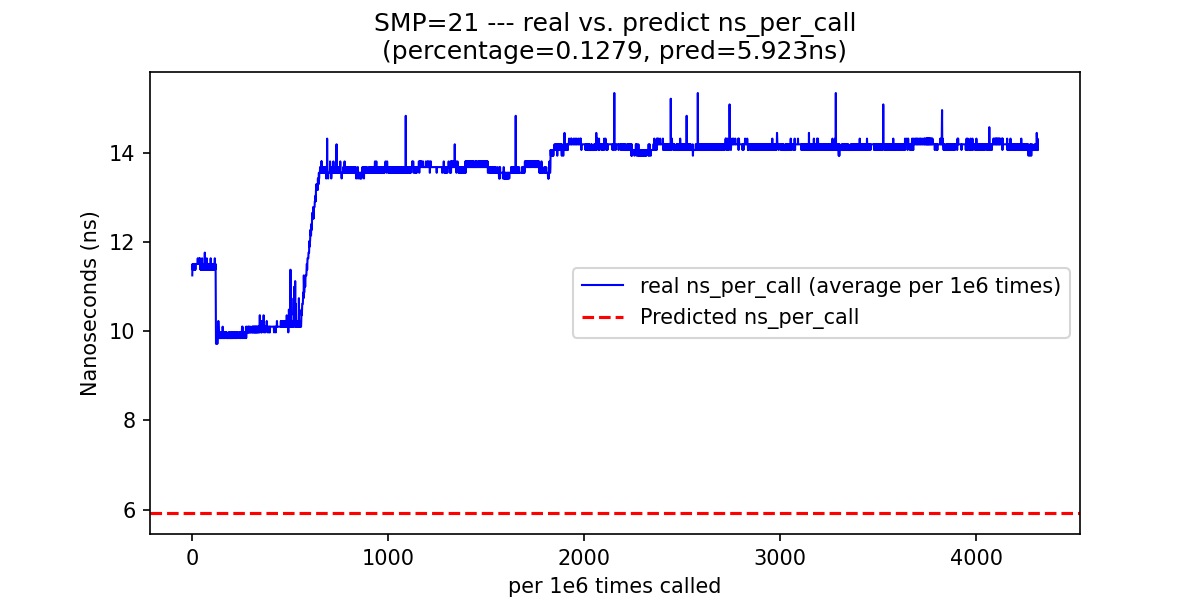 SMP=21 --- real vs. predict ns_per_call
(percentage=0.1279, pred=5.923ns)
Nanoseconds (ns)
14
12
10
8
6
real ns_per_call (average per 1e6 times)
Predicted ns_per_call
0 1000 2000 3000 4000
per 1e6 times called